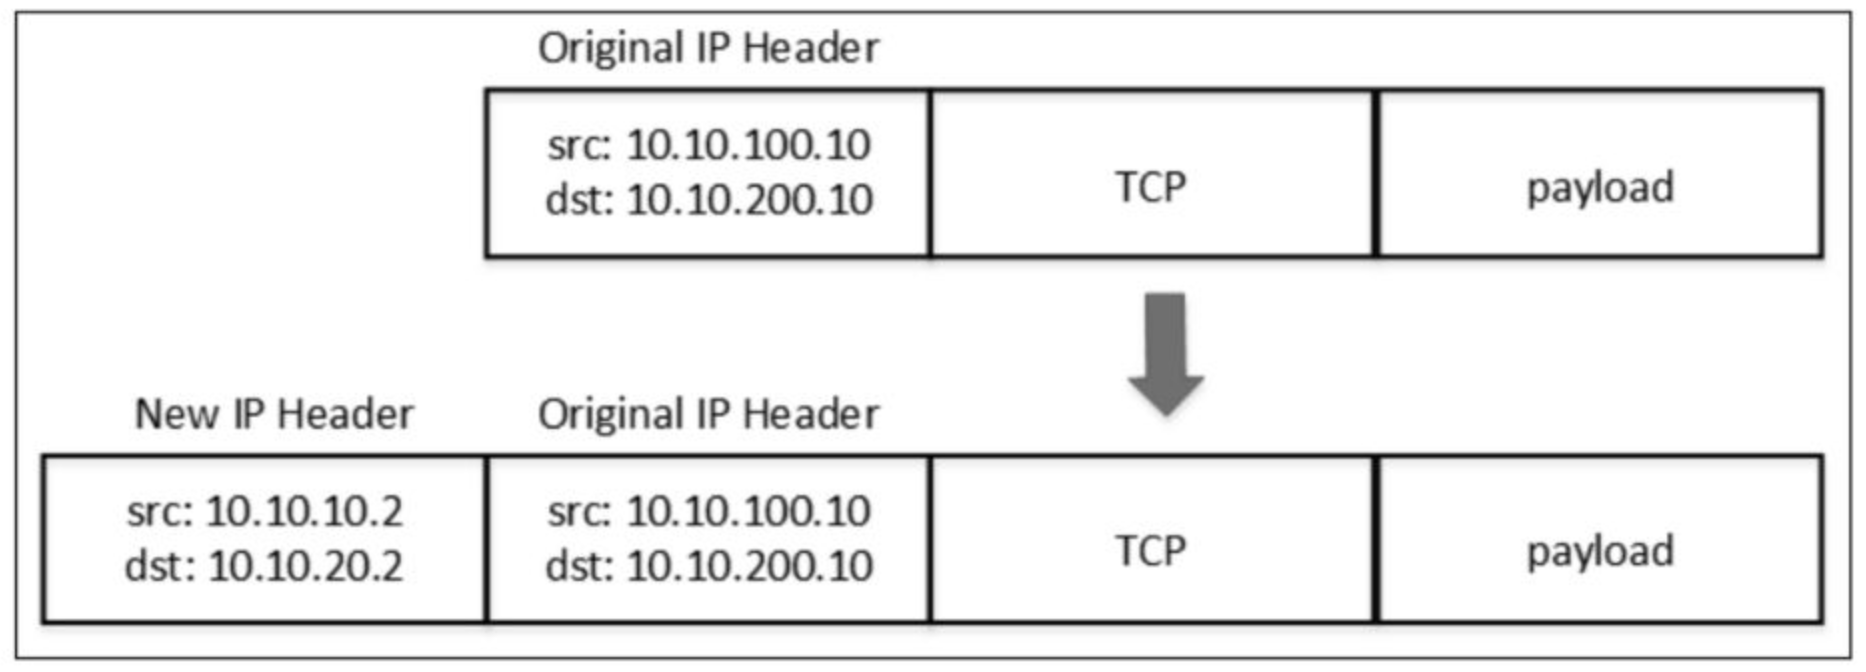 Original IP Header
src: 10.10.100.10
dst: 10.10.200.10
TCP
payload
New IP Header
Original IP Header
src: 10.10.10.2
dst: 10.10.20.2
src: 10.10.100.10
dst: 10.10.200.10
TCP
payload